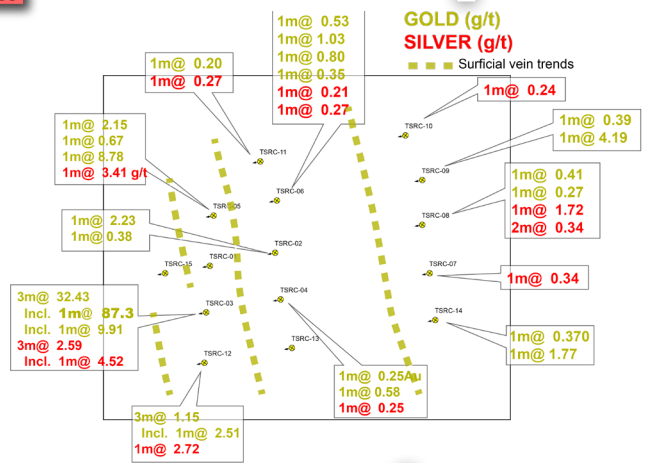 GOLD (g/t)
SILVER (g/t)
Surficial vein trends
1m@ 0.53
1m@ 1.03
1m@ 0.80
1m@ 0.35
1m@ 0.21
1m@ 0.27
1m@ 0.20
1m@ 0.27
1m@ 0.24
1m@ 0.39
1m@ 4.19
1m@ 2.15
1m@ 0.67
1m@ 8.78
1m@ 3.41 g/t
1m@ 0.41
1m@ 0.27
1m@ 1.72
2m@ 0.34
1m@ 2.23
1m@ 0.38
1m@ 0.34
3m@ 32.43
Incl. 1m@ 87.3
Incl. 1m@ 9.91
3m@ 2.59
Incl. 1m@ 4.52
1m@ 0.370
1m@ 1.77
1m@ 0.25Au
1m@ 0.58
1m@ 0.25
3m@ 1.15
Incl. 1m@ 2.51
1m@ 2.72
TSRC-10
TSRC-11
TSRC-09
TSRC-06
TSRC-05
TSRC-08
TSRC-02
TSRC-01
TSRC-15
TSRC-07
TSRC-04
TSRC-03
TSRC-14
TSRC-13
TSRC-12